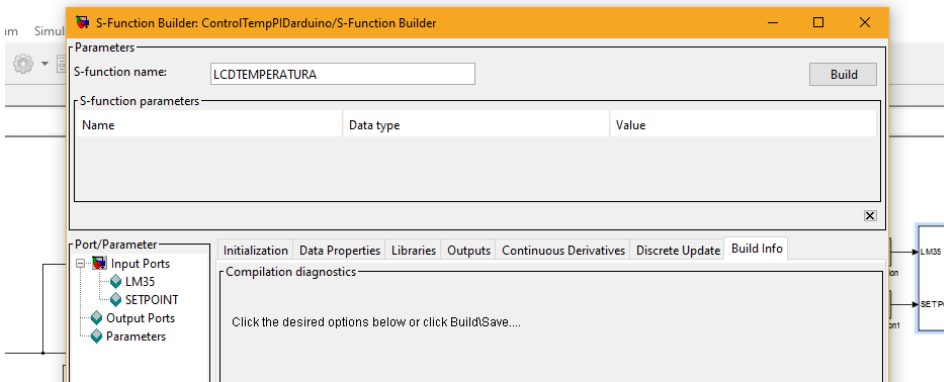 S-Function Builder: ControlTempPIDarduino/S-Function Builder
Simul
Parameters
S-function name: LCDTEMPERATURA Build
S-function parameters
Name Data type Value
Port/Parameter
Input Ports
LM35
SETPOINT
Output Ports
Parameters
Initialization Data Properties Libraries Outputs Continuous Derivatives Discrete Update Build Info
Compilation diagnostics
Click the desired options below or click Build\Save....
LM35
SETP